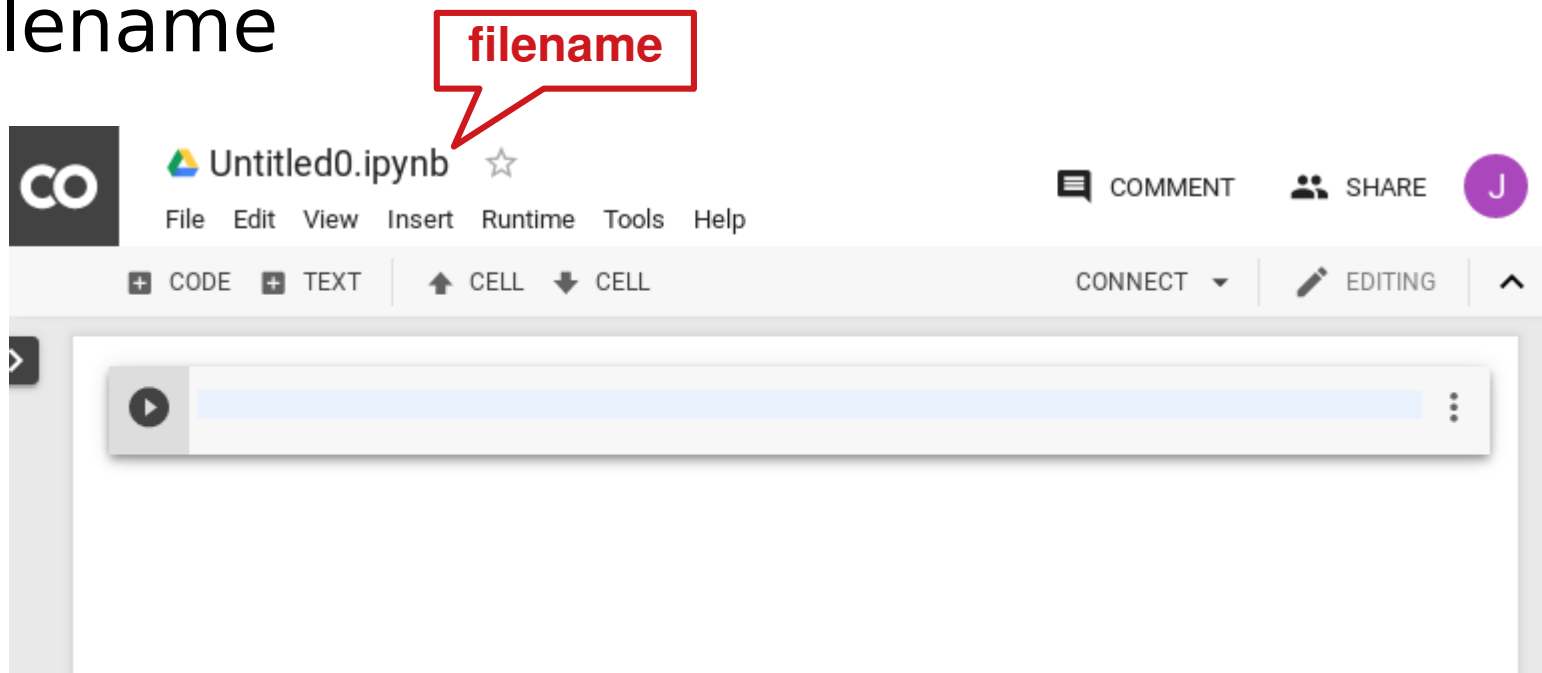 lename
filename
CO
Untitled0.ipynb
File Edit View Insert Runtime Tools Help
COMMENT SHARE J
CODE TEXT CELL CELL CONNECT EDITING